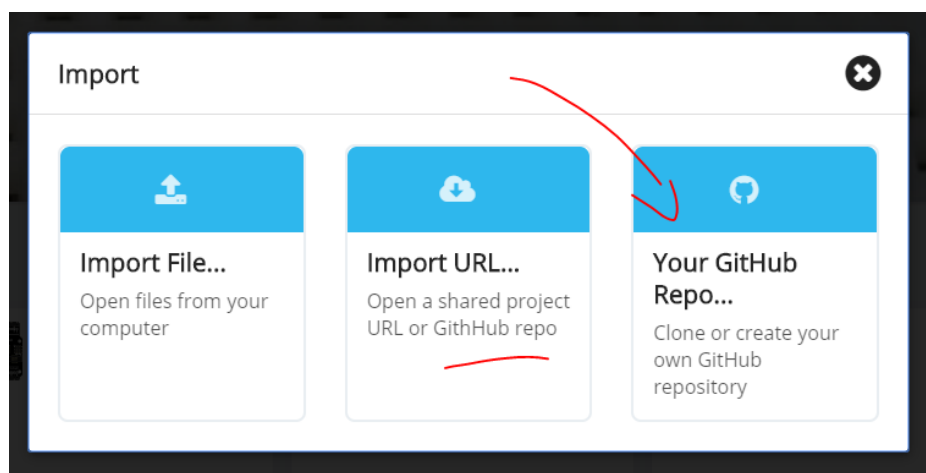 Import
Import File...
Open files from your
computer
Import URL...
Open a shared project
URL or GithHub repo
Your GitHub
Repo...
Clone or create your
own GitHub
repository